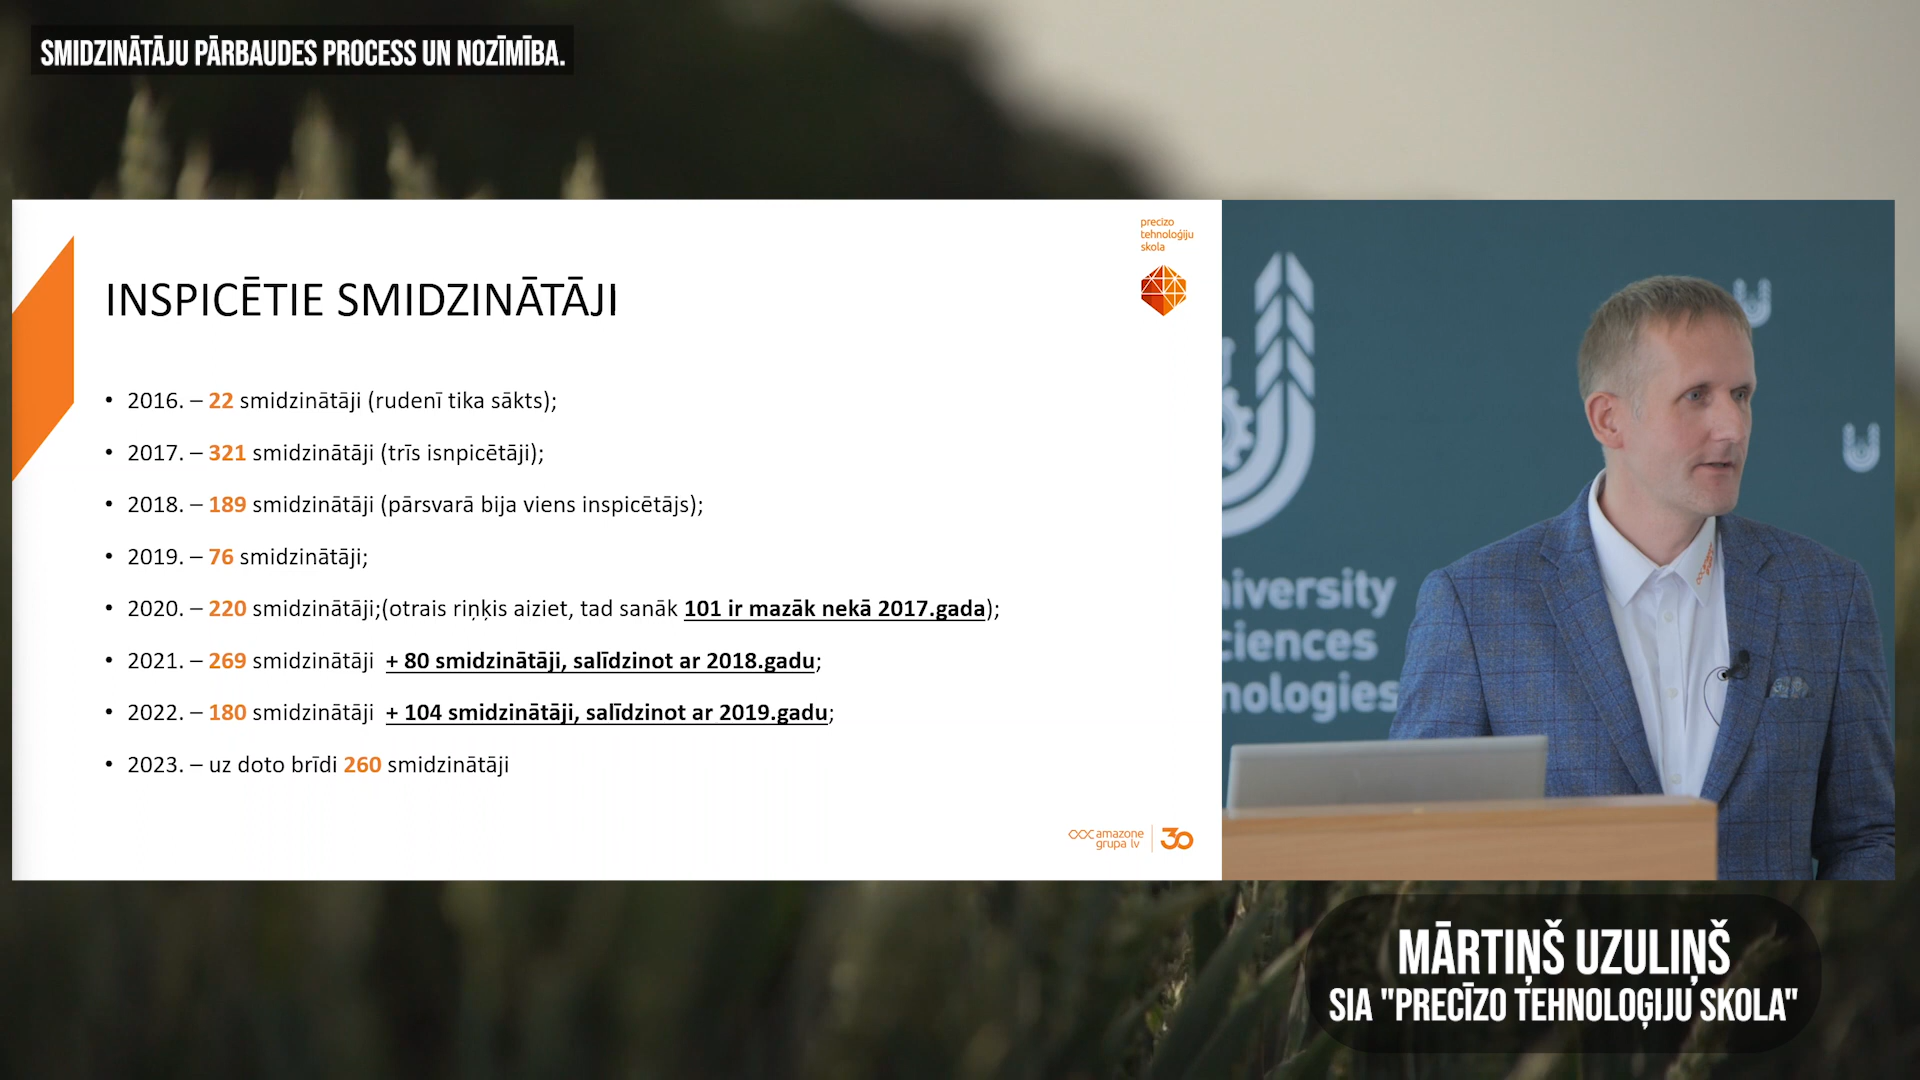 SMIDZINĀTĀJU PĀRBAUDES PROCESS UN NOZĪMĪBA.
precīzo
tehnoloģiju
skola
INSPICĒTIE SMIDZINĀTĀJI
• 2016. – 22 smidzinātāji (rudenī tika sākts);
• 2017. – 321 smidzinātāji (trīs isnpicētāji);
• 2018. – 189 smidzinātāji (pārsvarā bija viens inspicētājs);
• 2019. – 76 smidzinātāji;
• 2020. – 220 smidzinātāji;(otrais riņķis aiziet, tad sanāk 101 ir mazāk nekā 2017.gada);
• 2021. – 269 smidzinātāji + 80 smidzinātāji, salīdzinot ar 2018.gadu;
• 2022. – 180 smidzinātāji + 104 smidzinātāji, salīdzinot ar 2019.gadu;
• 2023. – uz doto brīdi 260 smidzinātāji
amazone
grupa lv
30
niversity
ciences
nologies
MĀRTIŅŠ UZULIŅŠ
SIA "PRECĪZO TEHNOLOĢIJU SKOLA"